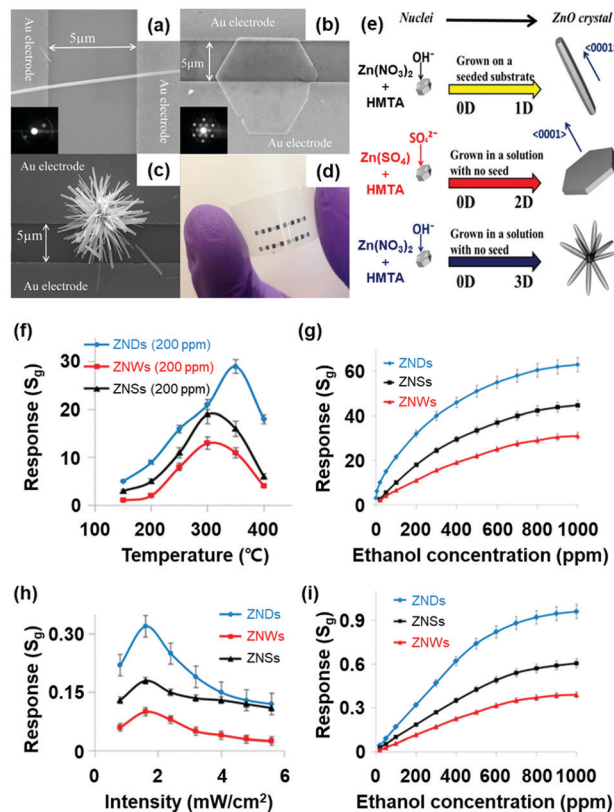 (a)
Au electrode
5μm
Au electrode
(b)
Au electrode
5μm
Au electrode
(c)
Au electrode
5μm
Au electrode
(d)
(e)
Nuclei
ZnO crystal
OH⁻
Zn(NO₃)₂
+
HMTA
Grown on a
seeded substrate
0D
1D
<0001>
SO₄²⁻
Zn(SO₄)
+
HMTA
Grown in a solution
with no seed
0D
2D
<0001>
OH⁻
Zn(NO₃)₂
+
HMTA
Grown in a solution
with no seed
0D
3D
(f)
ZNDs (200 ppm)
ZNWs (200 ppm)
ZNSs (200 ppm)
Response (Sg)
30
20
10
0
100
200
300
400
Temperature (℃)
(g)
ZNDs
ZNSs
ZNWs
Response (Sg)
60
40
20
0
0
200
400
600
800
1000
Ethanol concentration (ppm)
(h)
ZNDs
ZNWs
ZNSs
Response (Sg)
0.30
0.15
0
0
2
4
6
Intensity (mW/cm²)
(i)
ZNDs
ZNSs
ZNWs
Response (Sg)
0.9
0.6
0.3
0
0
200
400
600
800
1000
Ethanol concentration (ppm)